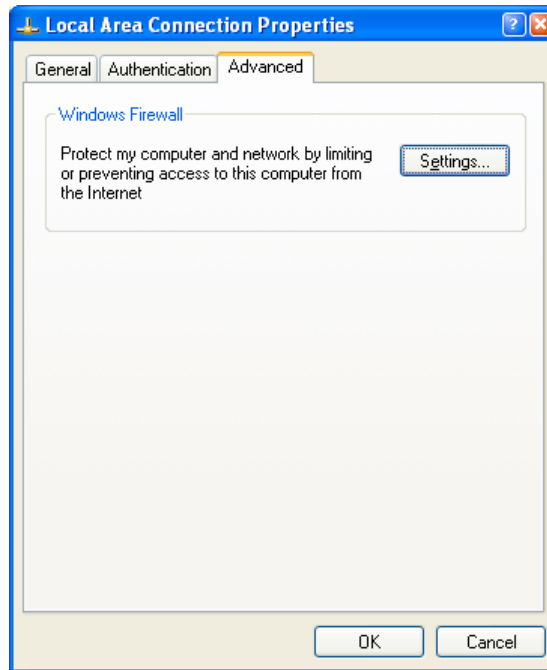 Local Area Connection Properties
General Authentication Advanced
Windows Firewall
Protect my computer and network by limiting
or preventing access to this computer from
the Internet
Settings...
OK Cancel